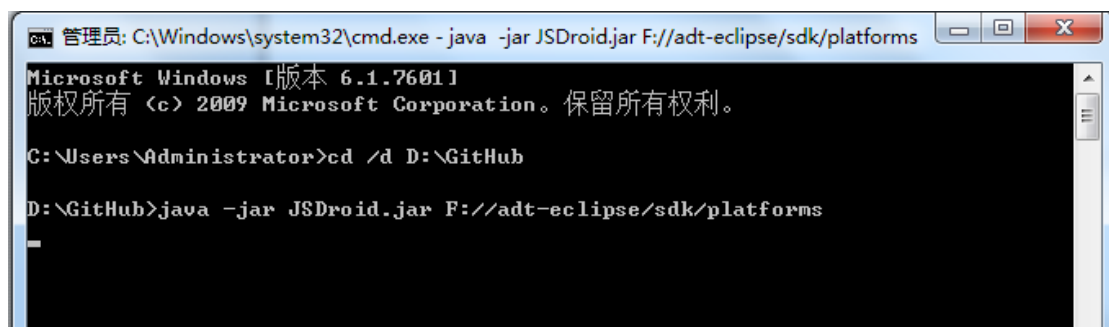 管理员: C:\Windows\system32\cmd.exe - java  -jar JSDroid.jar F://adt-eclipse/sdk/platforms
Microsoft Windows [版本 6.1.7601]
版权所有 (c) 2009 Microsoft Corporation。保留所有权利。
C:\Users\Administrator>cd /d D:\GitHub
D:\GitHub>java -jar JSDroid.jar F://adt-eclipse/sdk/platforms